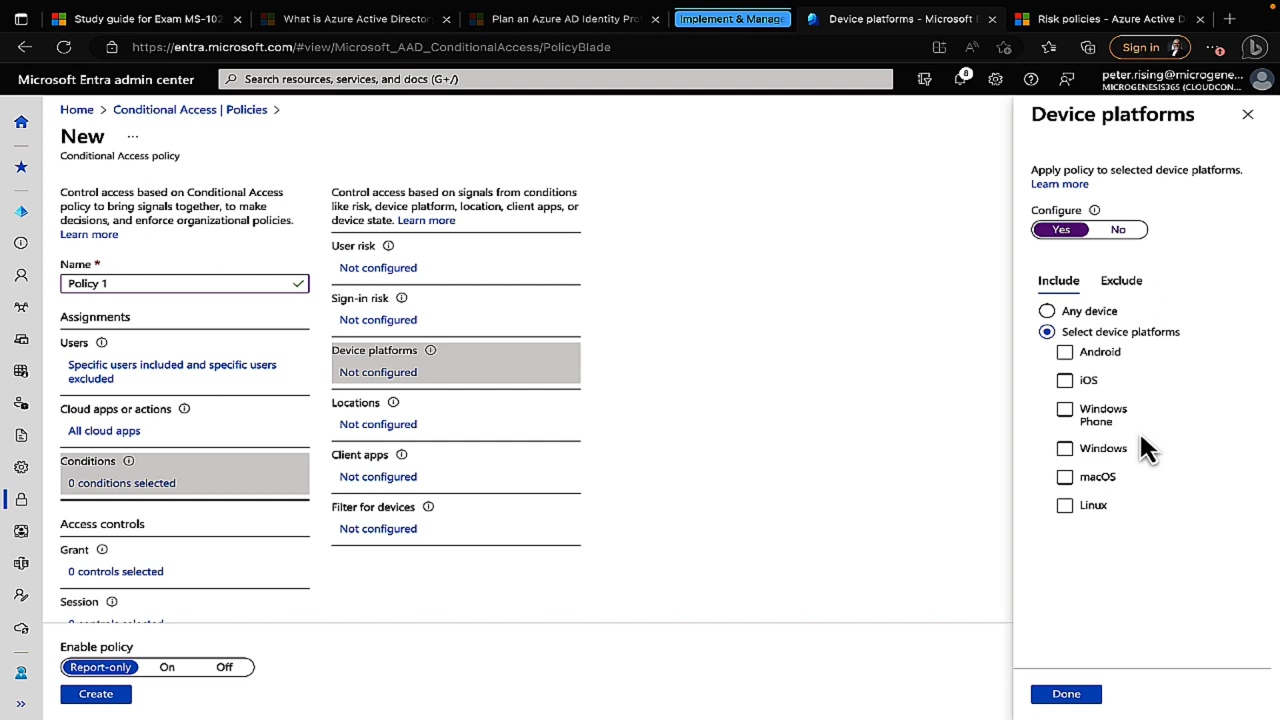 Study guide for Exam MS-102
What is Azure Active Director
Plan an Azure AD Identity Pro
Implement & Manage
Device platforms - Microsoft
Risk policies - Azure Active D
https://entra.microsoft.com/#view/Microsoft_AAD_ConditionalAccess/PolicyBlade
Sign in
Microsoft Entra admin center
Search resources, services, and docs (G+/)
8
peter.rising@microgene...
MICROGENESIS365 (CLOUDCON...
Home > Conditional Access | Policies >
New ...
Conditional Access policy
Control access based on Conditional Access
policy to bring signals together, to make
decisions, and enforce organizational policies.
Learn more
Name *
Policy 1
Assignments
Users
Specific users included and specific users
excluded
Cloud apps or actions
All cloud apps
Conditions
0 conditions selected
Access controls
Grant
0 controls selected
Session
0 controls selected
Enable policy
Report-only On Off
Create
Control access based on signals from conditions
like risk, device platform, location, client apps, or
device state. Learn more
User risk
Not configured
Sign-in risk
Not configured
Device platforms
Not configured
Locations
Not configured
Client apps
Not configured
Filter for devices
Not configured
Device platforms
Apply policy to selected device platforms.
Learn more
Configure
Yes No
Include Exclude
Any device
Select device platforms
Android
iOS
Windows
Phone
Windows
macOS
Linux
Done